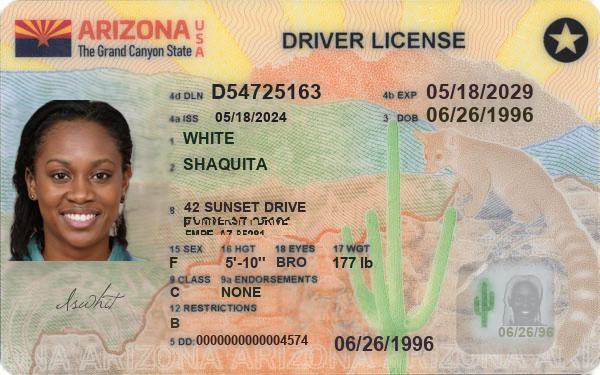 ARIZONA USA
The Grand Canyon State
DRIVER LICENSE
4d DLN D54725163
4b EXP 05/18/2029
4a ISS 05/18/2024
3 DOB 06/26/1996
1 WHITE
2 SHAQUITA
8 42 SUNSET DRIVE
15 SEX 16 HGT 18 EYES 17 WGT
F 5'-10" BRO 177 lb
9 CLASS 9a ENDORSEMENTS
C NONE
12 RESTRICTIONS
B
5 DD: 0000000000004574
06/26/1996
06/26/96
ARIZONA ARIZONA ARIZONA ARIZONA